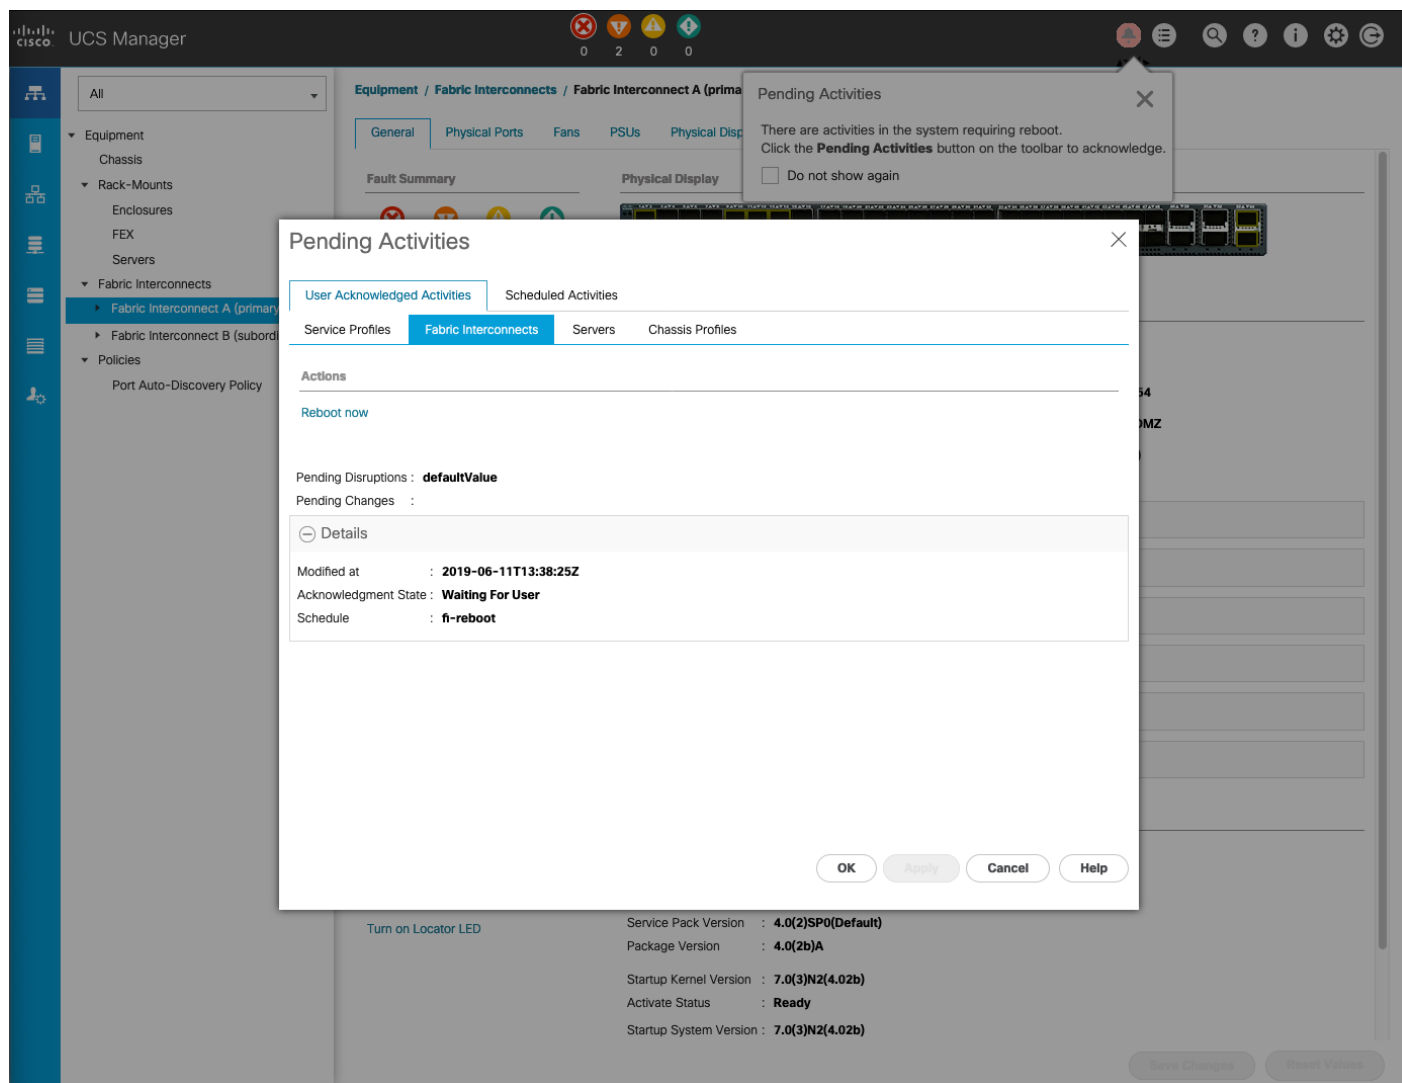 cisco
UCS Manager
0 2 0 0
All
Equipment
Chassis
Rack-Mounts
Enclosures
FEX
Servers
Fabric Interconnects
Fabric Interconnect A (primary
Fabric Interconnect B (subordi
Policies
Port Auto-Discovery Policy
Equipment / Fabric Interconnects / Fabric Interconnect A (prima
General Physical Ports Fans PSUs Physical Disp
Fault Summary
Physical Display
Pending Activities
There are activities in the system requiring reboot.
Click the Pending Activities button on the toolbar to acknowledge.
Do not show again
Pending Activities
User Acknowledged Activities Scheduled Activities
Service Profiles Fabric Interconnects Servers Chassis Profiles
Actions
Reboot now
Pending Disruptions : defaultValue
Pending Changes :
Details
Modified at : 2019-06-11T13:38:25Z
Acknowledgment State : Waiting For User
Schedule : fi-reboot
OK Apply Cancel Help
54
OMZ
)
Turn on Locator LED
Service Pack Version : 4.0(2)SP0(Default)
Package Version : 4.0(2b)A
Startup Kernel Version : 7.0(3)N2(4.02b)
Activate Status : Ready
Startup System Version : 7.0(3)N2(4.02b)
Save Changes Reset Values